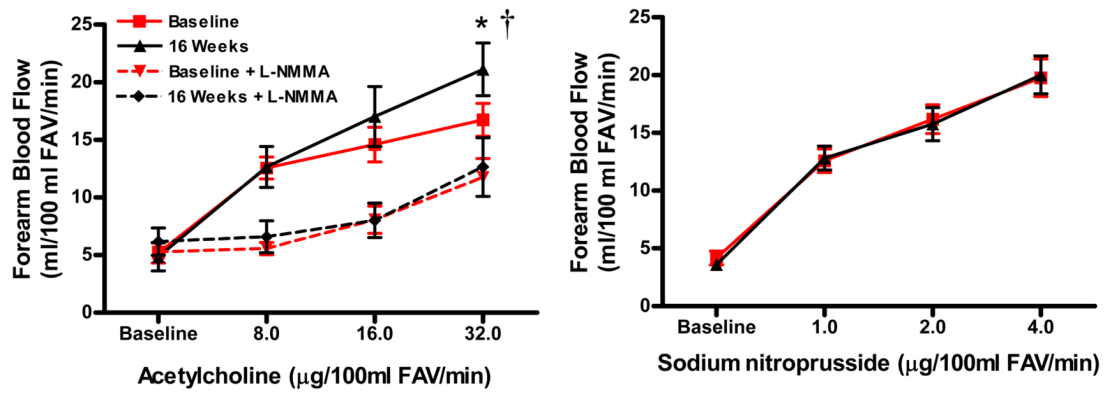 Baseline
16 Weeks
Baseline + L-NMMA
16 Weeks + L-NMMA
* †
Forearm Blood Flow
(ml/100 ml FAV/min)
25
20
15
10
5
0
Baseline 8.0 16.0 32.0
Acetylcholine (μg/100ml FAV/min)
Forearm Blood Flow
(ml/100 ml FAV/min)
25
20
15
10
5
0
Baseline 1.0 2.0 4.0
Sodium nitroprusside (μg/100ml FAV/min)